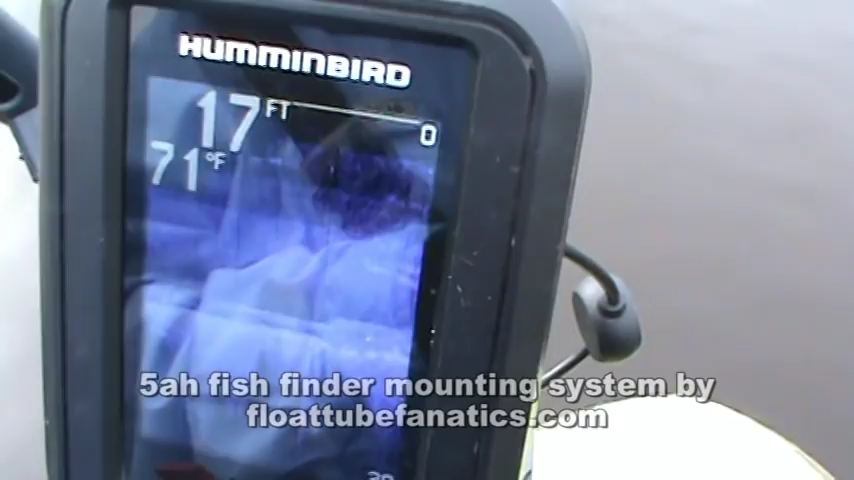 HUMMINBIRD
17 FT
0
71°F
5ah fish finder mounting system by
floattubefanatics.com